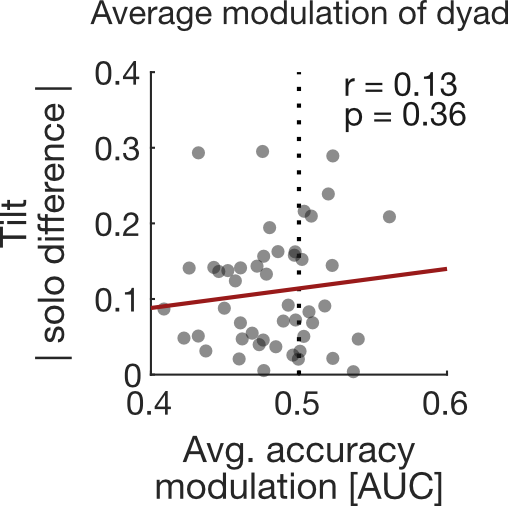 Average modulation of dyad
Tilt
| solo difference |
0.4
0.3
0.2
0.1
0
r = 0.13
p = 0.36
0.4 0.5 0.6
Avg. accuracy
modulation [AUC]